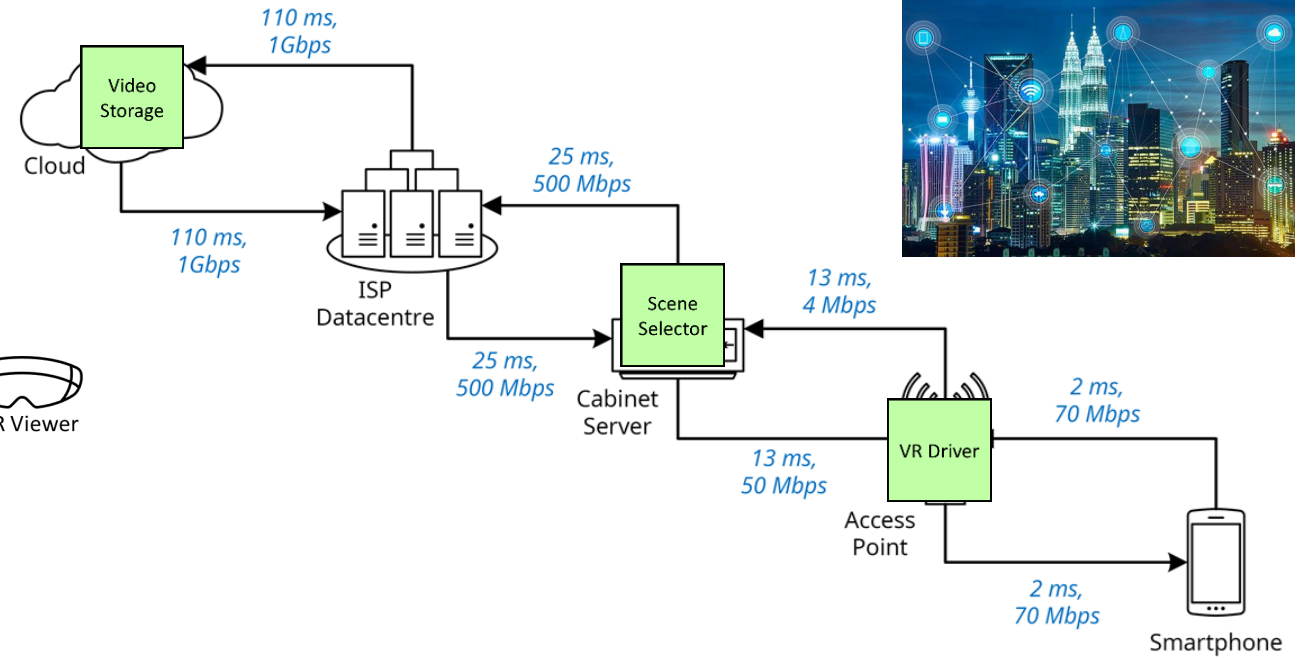 110 ms,
1Gbps
Video
Storage
Cloud
25 ms,
500 Mbps
110 ms,
1Gbps
ISP
Datacentre
Scene
Selector
13 ms,
4 Mbps
25 ms,
500 Mbps
Cabinet
Server
2 ms,
70 Mbps
R Viewer
VR Driver
13 ms,
50 Mbps
Access
Point
2 ms,
70 Mbps
Smartphone